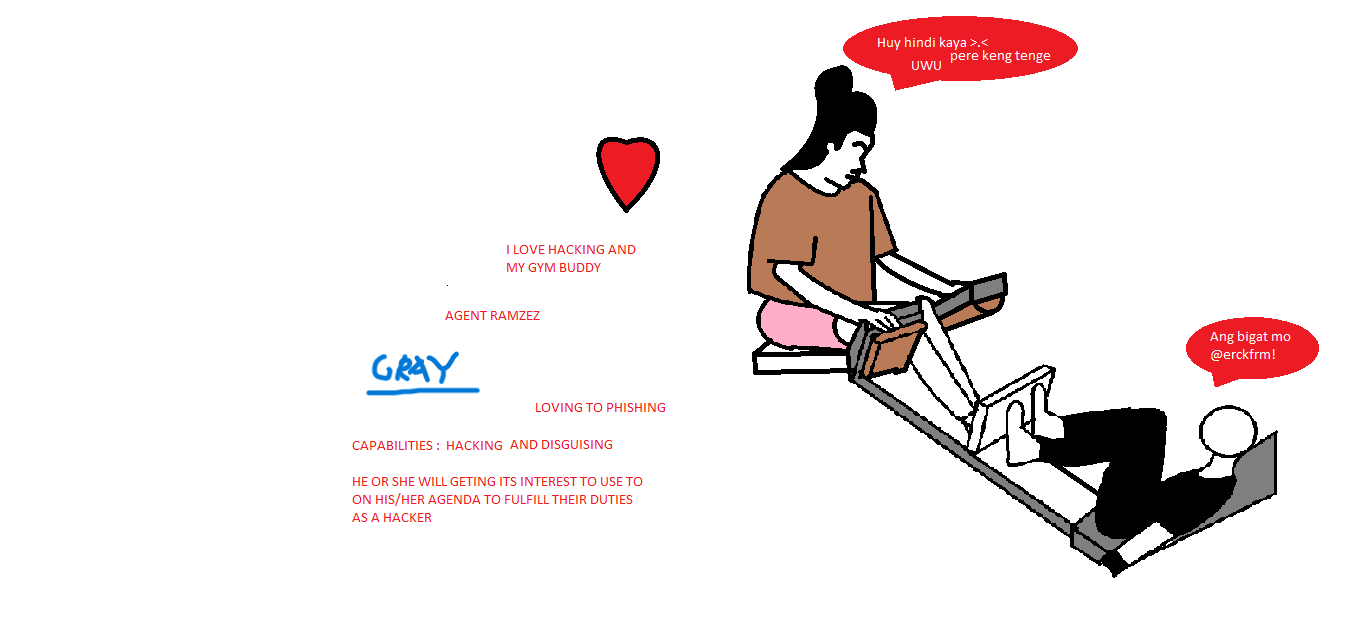 Huy hindi kaya >.<
pere keng tenge
UWU
I LOVE HACKING AND
MY GYM BUDDY
AGENT RAMZEZ
GRAY
Ang bigat mo
@erckfrm!
LOVING TO PHISHING
CAPABILITIES : HACKING AND DISGUISING
HE OR SHE WILL GETING ITS INTEREST TO USE TO
ON HIS/HER AGENDA TO FULFILL THEIR DUTIES
AS A HACKER